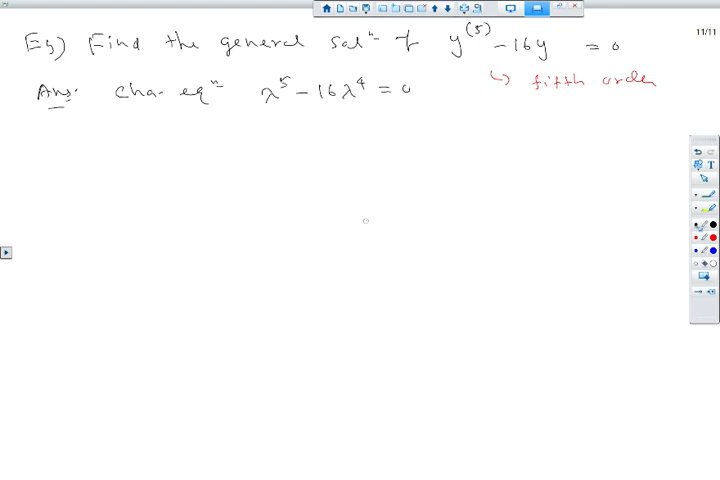 11/11
Eg) Find the general solⁿ of y⁽⁵⁾ - 16y = 0
↳ fifth order
Ans: Cha. eqⁿ λ⁵ - 16λ⁴ = 0